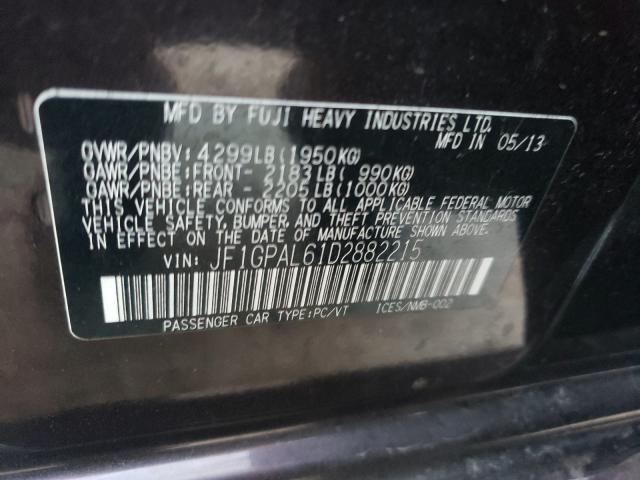 MFD BY FUJI HEAVY INDUSTRIES LTD.
MFD IN 05/13
GVWR/PNBV: 4299LB(1950KG)
GAWR/PNBE:FRONT- 2183LB( 990KG)
GAWR/PNBE:REAR - 2205LB(1000KG)
THIS VEHICLE CONFORMS TO ALL APPLICABLE FEDERAL MOTOR
VEHICLE SAFETY, BUMPER, AND THEFT PREVENTION STANDARDS
IN EFFECT ON THE DATE OF MANUFACTURE SHOWN ABOVE.
VIN: JF1GPAL61D2882215
PASSENGER CAR TYPE:PC/VT ICES/NMB-002